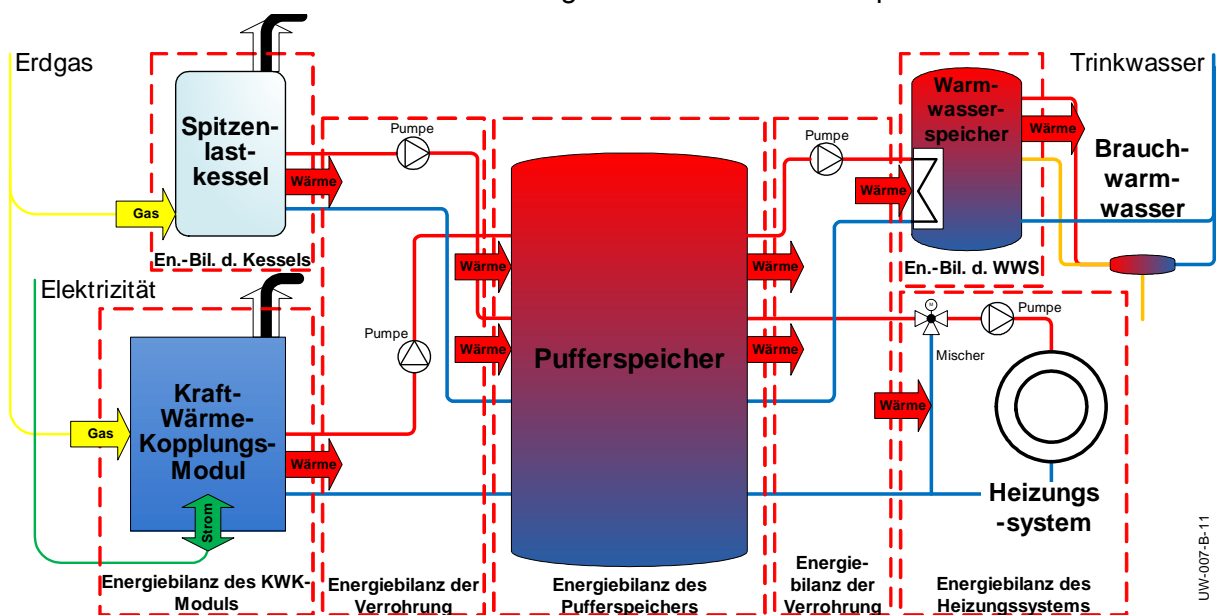 Erdgas
Trinkwasser
Spitzen-
last-
kessel
Pumpe
Wärme
Gas
En.-Bil. d. Kessels
Elektrizität
Kraft-
Wärme-
Kopplungs-
Modul
Gas
Strom
Wärme
Pumpe
Wärme
Wärme
Pufferspeicher
Wärme
Wärme
Pumpe
Wärme
Warm-
wasser-
speicher
Wärme
Brauch-
warm-
wasser
En.-Bil. d. WWS
M
Pumpe
Mischer
Wärme
Heizungs
-system
Energiebilanz des KWK-
Moduls
Energiebilanz der
Verrohrung
Energiebilanz des
Pufferspeichers
Energie-
bilanz der
Verrohrung
Energiebilanz des
Heizungssystems
UW-007-B-11